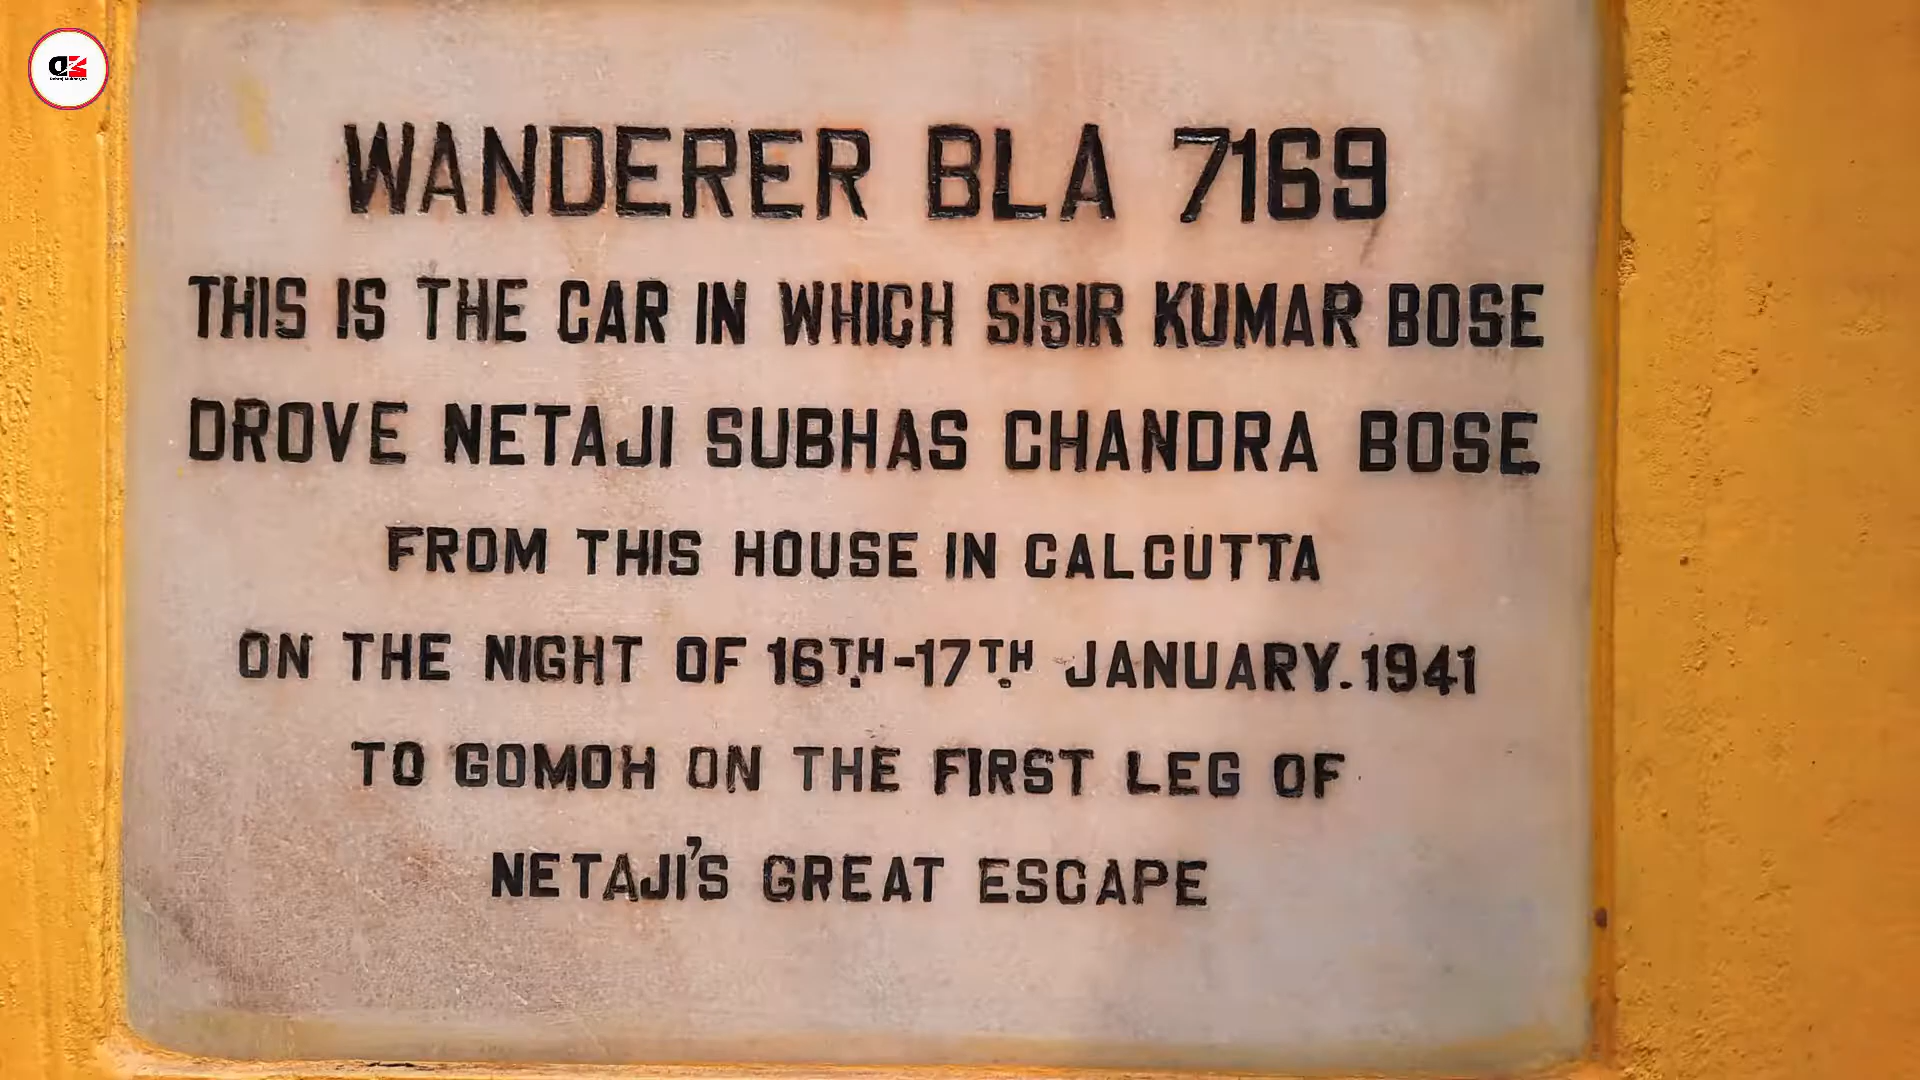 WANDERER BLA 7169
THIS IS THE CAR IN WHICH SISIR KUMAR BOSE
DROVE NETAJI SUBHAS CHANDRA BOSE
FROM THIS HOUSE IN CALCUTTA
ON THE NIGHT OF 16TH-17TH JANUARY.1941
TO GOMOH ON THE FIRST LEG OF
NETAJI'S GREAT ESCAPE